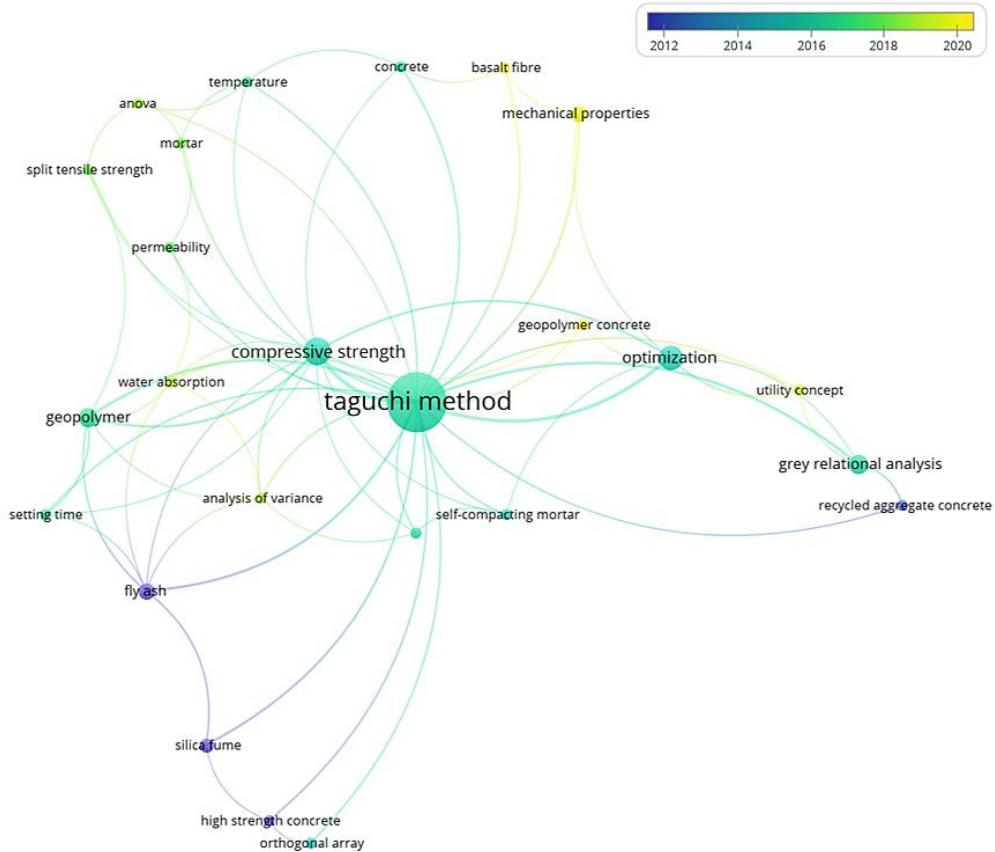 2012 2014 2016 2018 2020
concrete
basalt fibre
temperature
anova
mechanical properties
mortar
split tensile strength
permeability
geopolymer concrete
compressive strength
optimization
water absorption
utility concept
taguchi method
geopolymer
grey relational analysis
analysis of variance
recycled aggregate concrete
setting time
self-compacting mortar
fly ash
silica fume
high strength concrete
orthogonal array